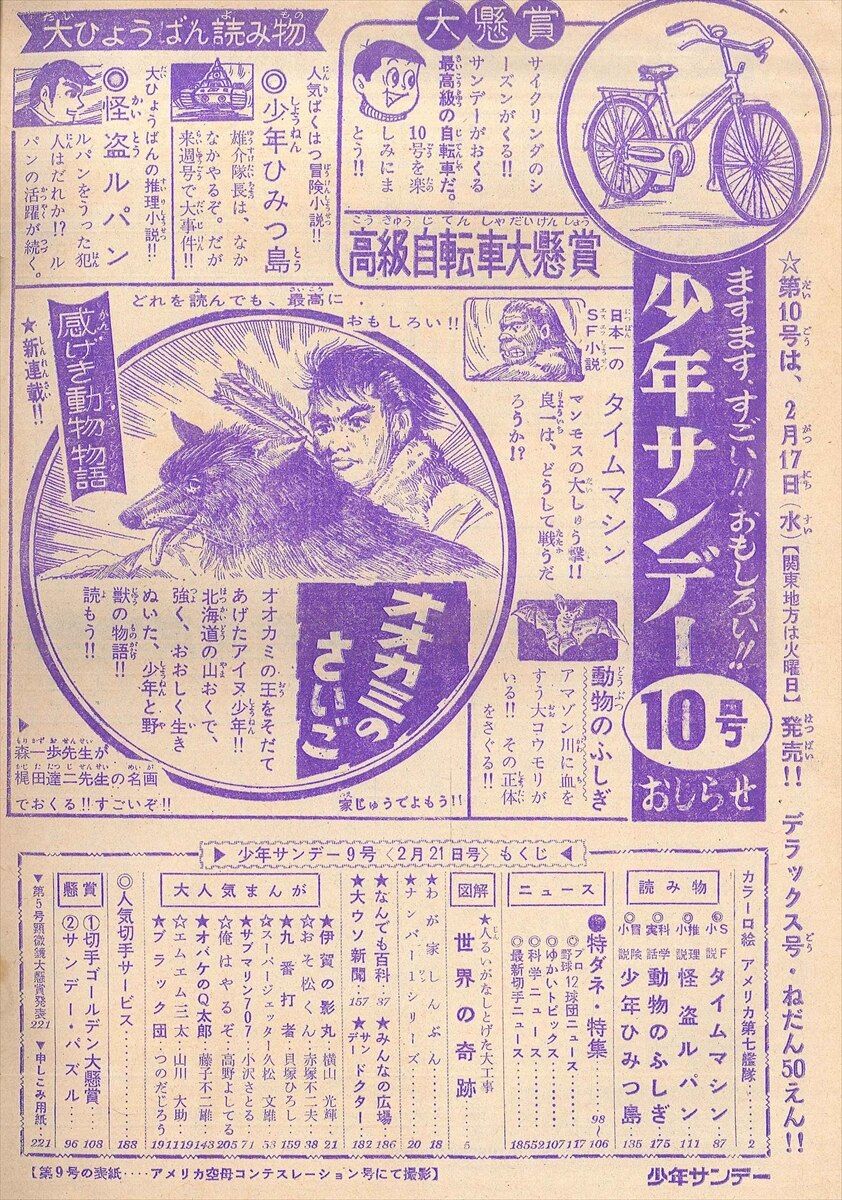 ☆第10号は、2月17日(水)【関東地方は火曜日】発売!! デラックス号・ねだん50えん!!
ますます、すごい!!おもしろい!!
少年サンデー
10号
おしらせ
大懸賞
サイクリングのシ
ーズンがくる!!
サンデーがおくる
最高級の自転車だ。
10号を楽
しみにま
とう!!
高級自転車大懸賞
大ひょうばん読み物
人気ばくはつ冒険小説!!
◎少年ひみつ島
雄介隊長は、なか
なかやるぞ。だが
来週号で大事件!!
大ひょうばんの推理小説!!
◎怪盗ルパン
ルパンをうった犯
人はだれか!?ル
パンの活躍が続く。
どれを読んでも、最高に‥
おもしろい!!
日本一の
SF小説
タイムマシン
マンモスの大しゅう撃!!
良一は、どうして戦うだ
ろうか!?
動物のふしぎ
アマゾン川に血を
すう大コウモリが
いる!! その正体
をさぐる!!
感げき動物物語
★新連載!!
オオカミの
さいご
オオカミの王をそだて
あげたアイヌ少年!!
北海道の山おくで、
強く、おおしく生き
ぬいた、少年と野
獣の物語!!
読もう!!
森一歩先生が
梶田達二先生の名画
でおくる!!すごいぞ!!
家じゅうでよもう!!
▶少年サンデー9号〈2月21日号〉もくじ◀
カラー口絵 アメリカ第七艦隊‥‥2
読み物
◎SF小説 タイムマシン 87
◎推理小説 怪盗ルパン 111
◎実話科学 動物のふしぎ 175
◎冒険小説 少年ひみつ島 135
ニュース
特ダネ・特集 98〜106
◎プロ野球12球団ニュース 117
◎ゆかいトピックス 107
◎科学ニュース 52
◎最新切手ニュース 185
図解
★人るいがなしとげた大工事
世界の奇跡 5
★わが家しんぶん 18
★ナンバー1シリーズ 20
★なんでも百科 37
★みんなの広場 186
★大ウソ新聞 157
★サンデードクター 182
大人気まんが
★伊賀の影丸 横山光輝 21
☆おそ松くん 赤塚不二夫 38
★九番打者 貝塚ひろし 159
☆スーパージェッター 久松文雄 53
★サブマリン707 小沢さとる 71
☆俺はやるぞ 高野よしてる 205
★オバケのQ太郎 藤子不二雄 143
☆エムエム三太 山川大助 119
★ブラック団 つのだじろう 191
◎人気切手サービス 188
懸賞
①切手ゴールデン大懸賞 108
②サンデー・パズル 96
▼第5号顕微鏡大懸賞発表 221
▼申しこみ用紙 221
【第9号の表紙‥‥アメリカ空母コンテスレーション号にて撮影】
少年サンデー